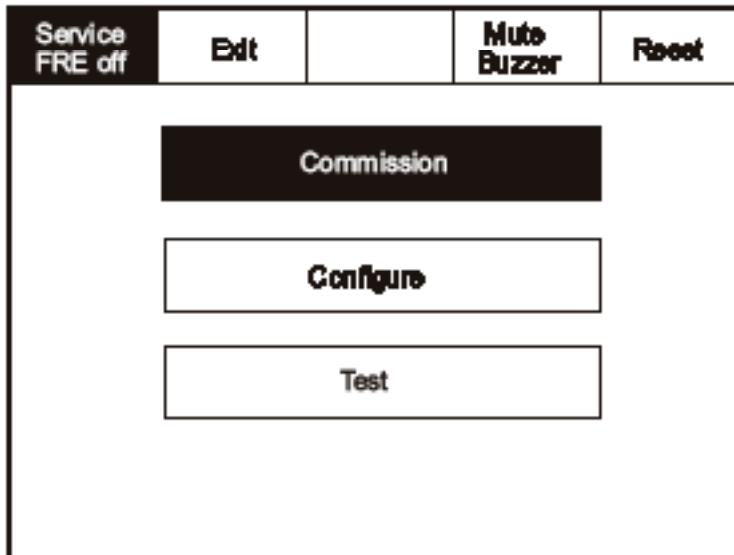 Service
FRE off
Exit
Mute
Buzzer
Reset
Commission
Configure
Test